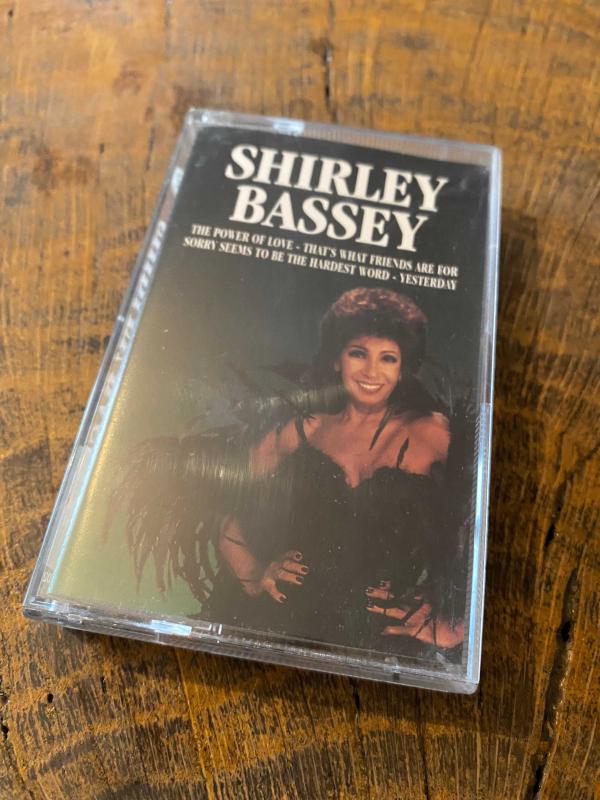 SHIRLEY
BASSEY
THE POWER OF LOVE - THAT'S WHAT FRIENDS ARE FOR
SORRY SEEMS TO BE THE HARDEST WORD - YESTERDAY